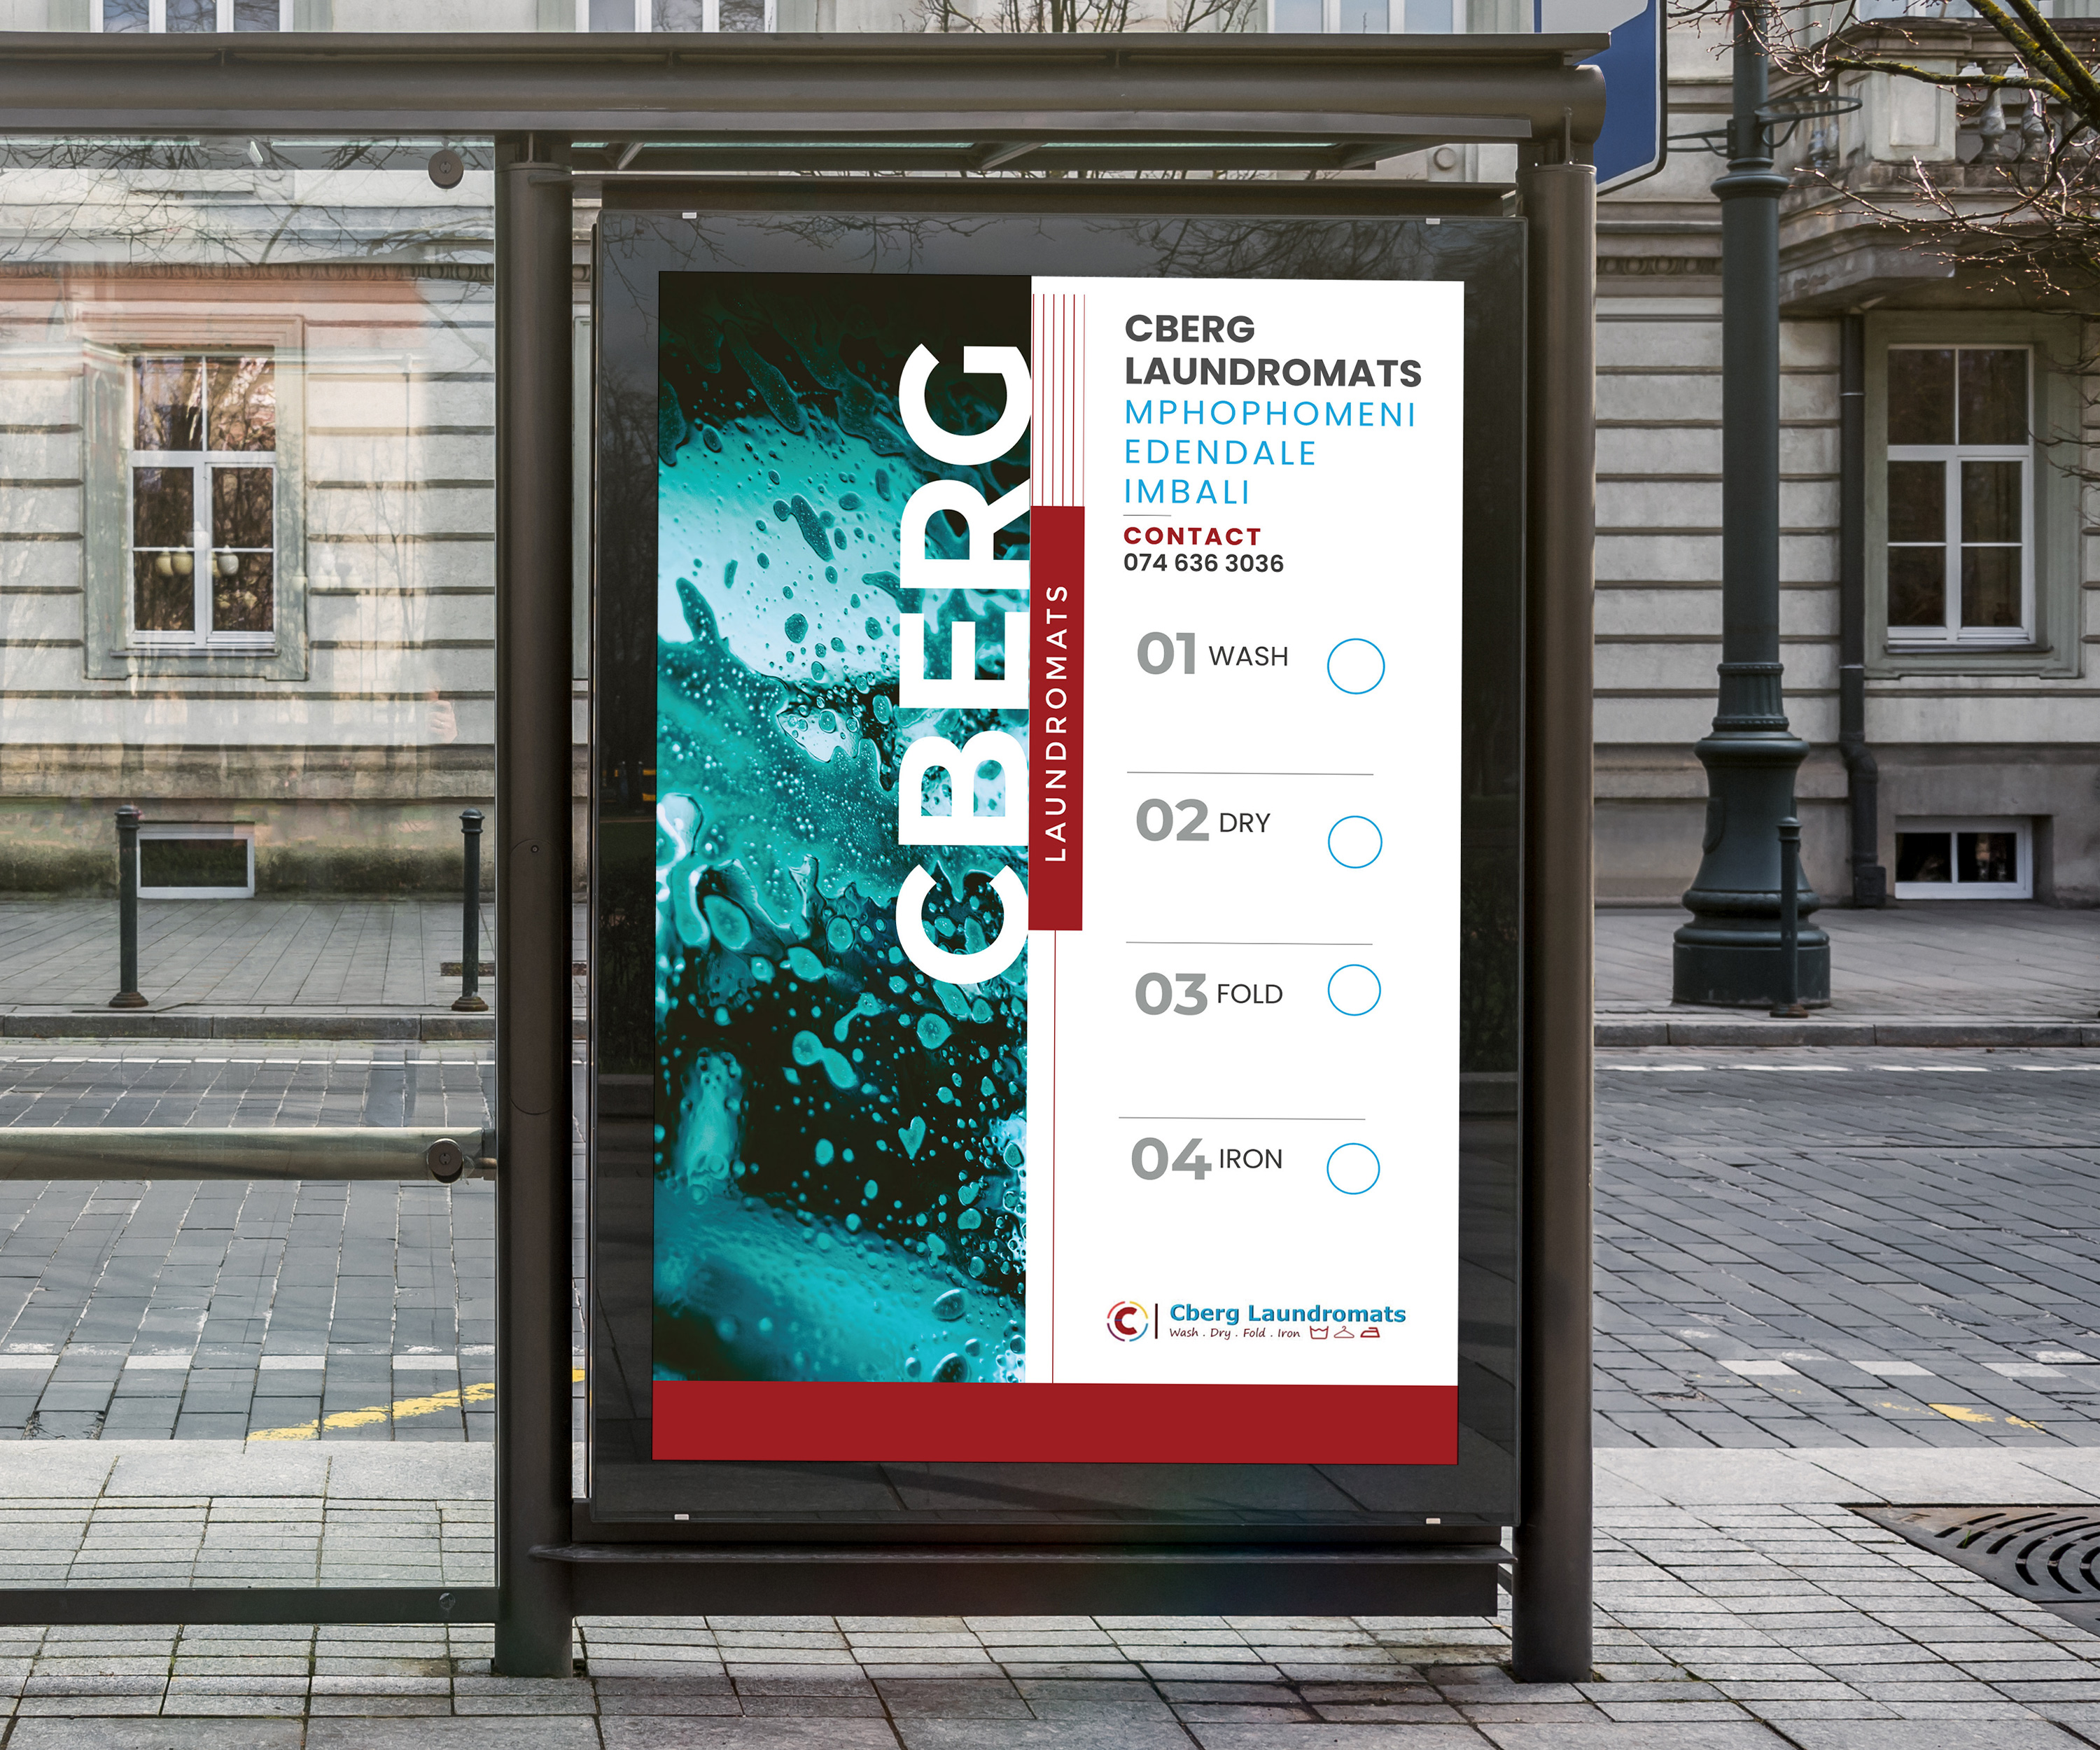 CBERG
LAUNDROMATS
CBERG
LAUNDROMATS
MPHOPHOMENI
EDENDALE
IMBALI
CONTACT
074 636 3036
01 WASH
02 DRY
03 FOLD
04 IRON
C
Cberg Laundromats
Wash . Dry . Fold . Iron